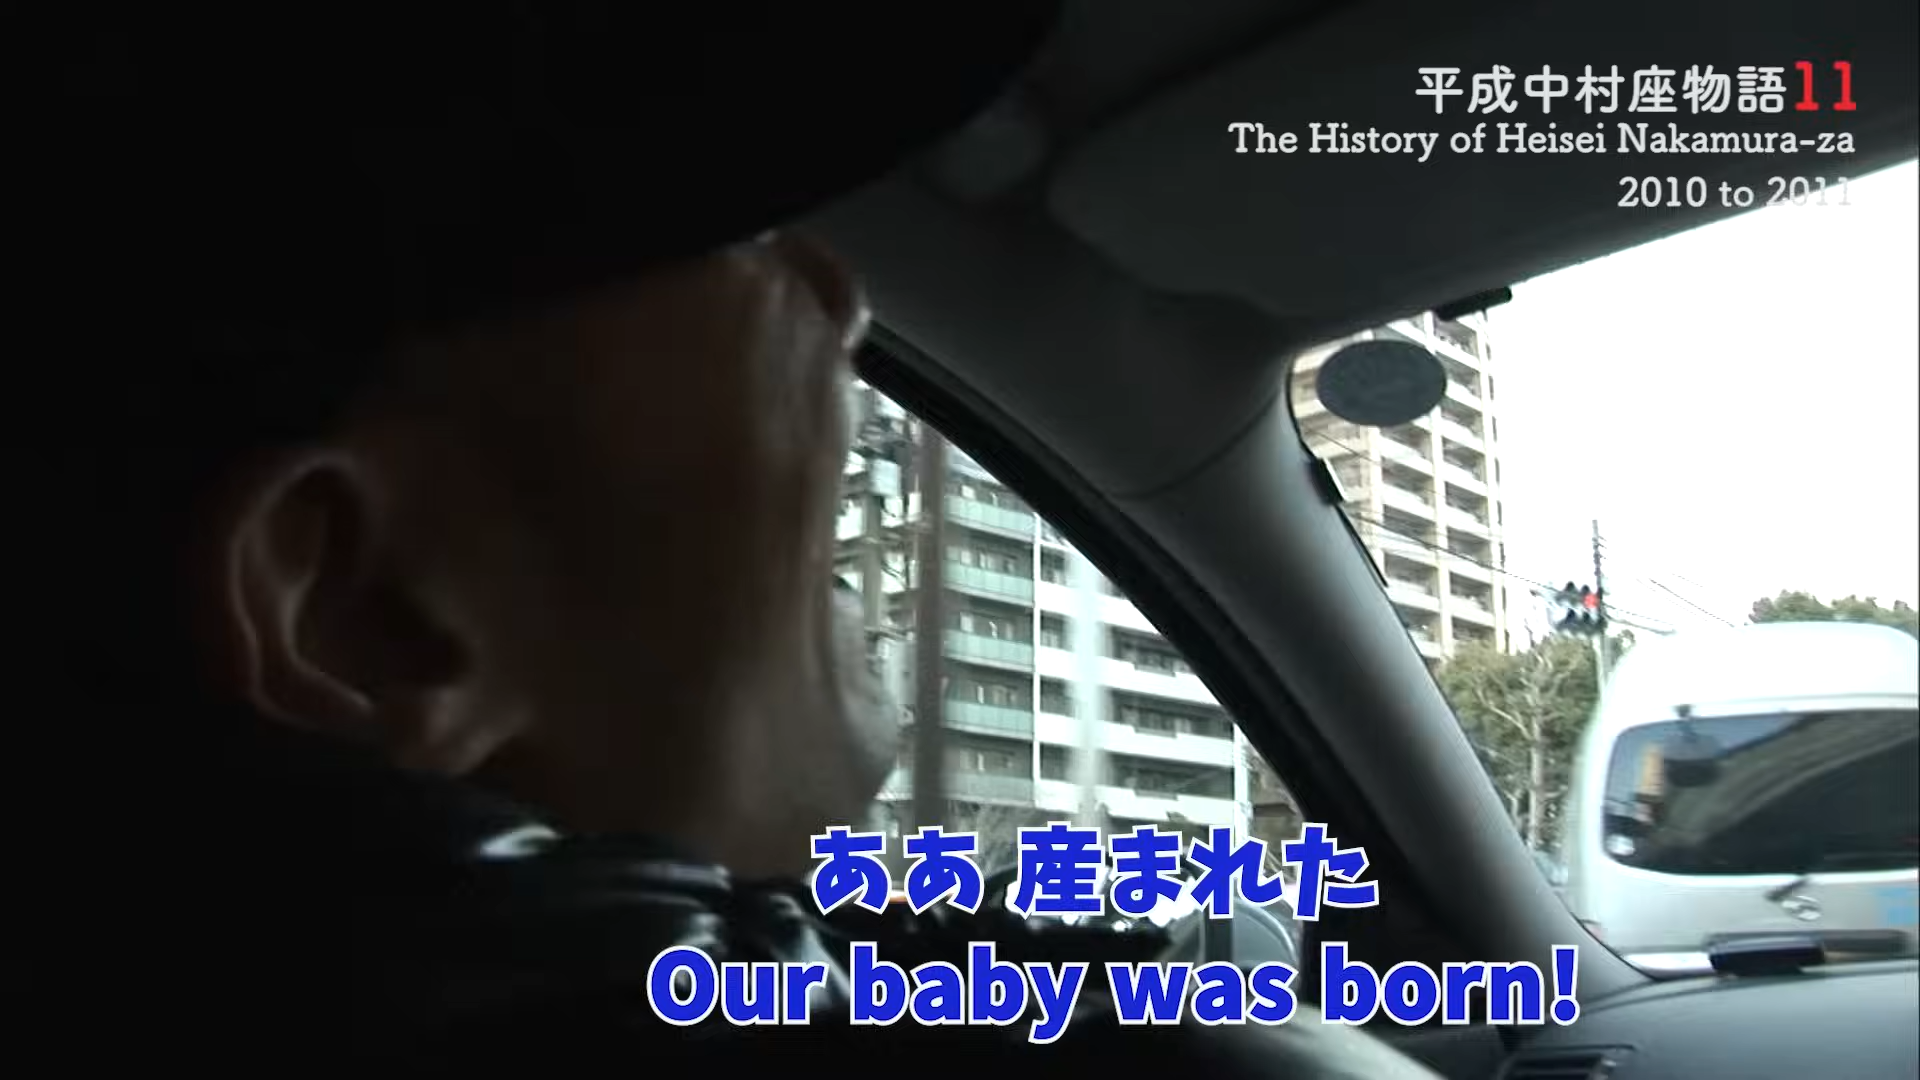 平成中村座物語11
The History of Heisei Nakamura-za
2010 to 2011
ああ 産まれた
Our baby was born!